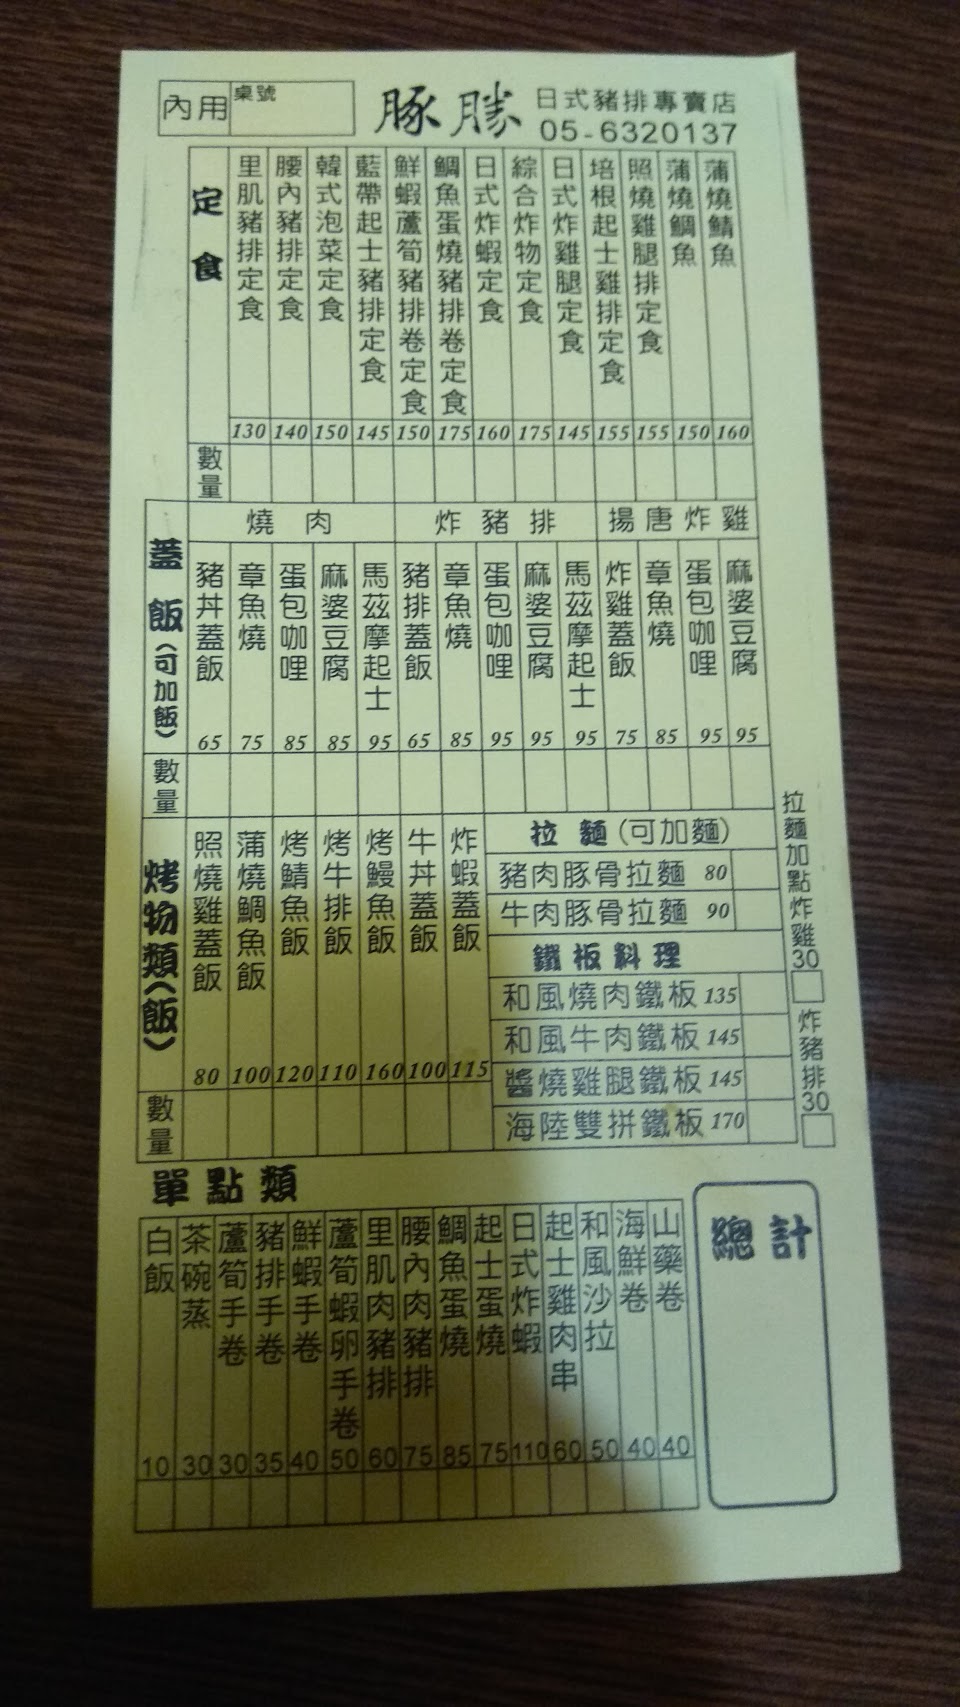 內用
桌號
豚勝
日式豬排專賣店
05-6320137
定食
里肌豬排定食 130
腰內豬排定食 140
韓式泡菜定食 150
藍帶起士豬排定食 145
鮮蝦蘆筍豬排卷定食 150
鯛魚蛋燒豬排卷定食 175
日式炸蝦定食 160
綜合炸物定食 175
日式炸雞腿定食 145
培根起士雞排定食 155
照燒雞腿排定食 155
蒲燒鯛魚 150
蒲燒鯖魚 160
數量
蓋飯(可加飯)
燒肉
豬丼蓋飯 65
章魚燒 75
蛋包咖哩 85
麻婆豆腐 85
馬茲摩起士 95
炸豬排
豬排蓋飯 65
章魚燒 85
蛋包咖哩 95
麻婆豆腐 95
馬茲摩起士 95
揚唐炸雞
炸雞蓋飯 75
章魚燒 85
蛋包咖哩 95
麻婆豆腐 95
數量
烤物類(飯)
照燒雞蓋飯 80
蒲燒鯛魚飯 100
烤鯖魚飯 120
烤牛排飯 110
烤鰻魚飯 160
牛丼蓋飯 100
炸蝦蓋飯 115
數量
拉麵(可加麵)
豬肉豚骨拉麵 80
牛肉豚骨拉麵 90
鐵板料理
和風燒肉鐵板 135
和風牛肉鐵板 145
醬燒雞腿鐵板 145
海陸雙拼鐵板 170
拉麵加點炸雞30
炸豬排30
單點類
白飯 10
茶碗蒸 30
蘆筍手卷 30
豬排手卷 35
鮮蝦手卷 40
蘆筍蝦卵手卷 50
里肌肉豬排 60
腰內肉豬排 75
鯛魚蛋燒 85
起士蛋燒 75
日式炸蝦 110
起士雞肉串 60
和風沙拉 50
海鮮卷 40
山藥卷 40
總計